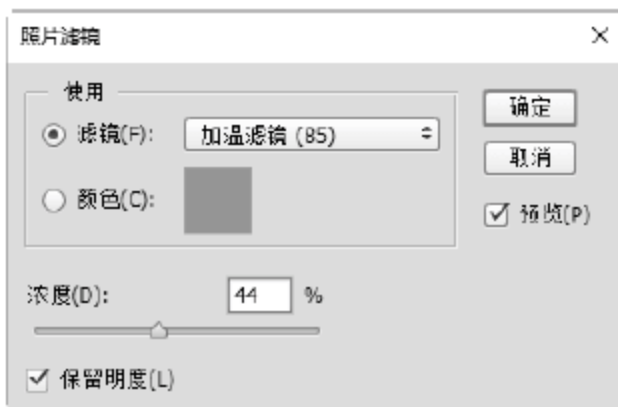 照片滤镜
使用
滤镜(F): 加温滤镜 (85)
颜色(C):
确定
取消
预览(P)
浓度(D): 44 %
保留明度(L)